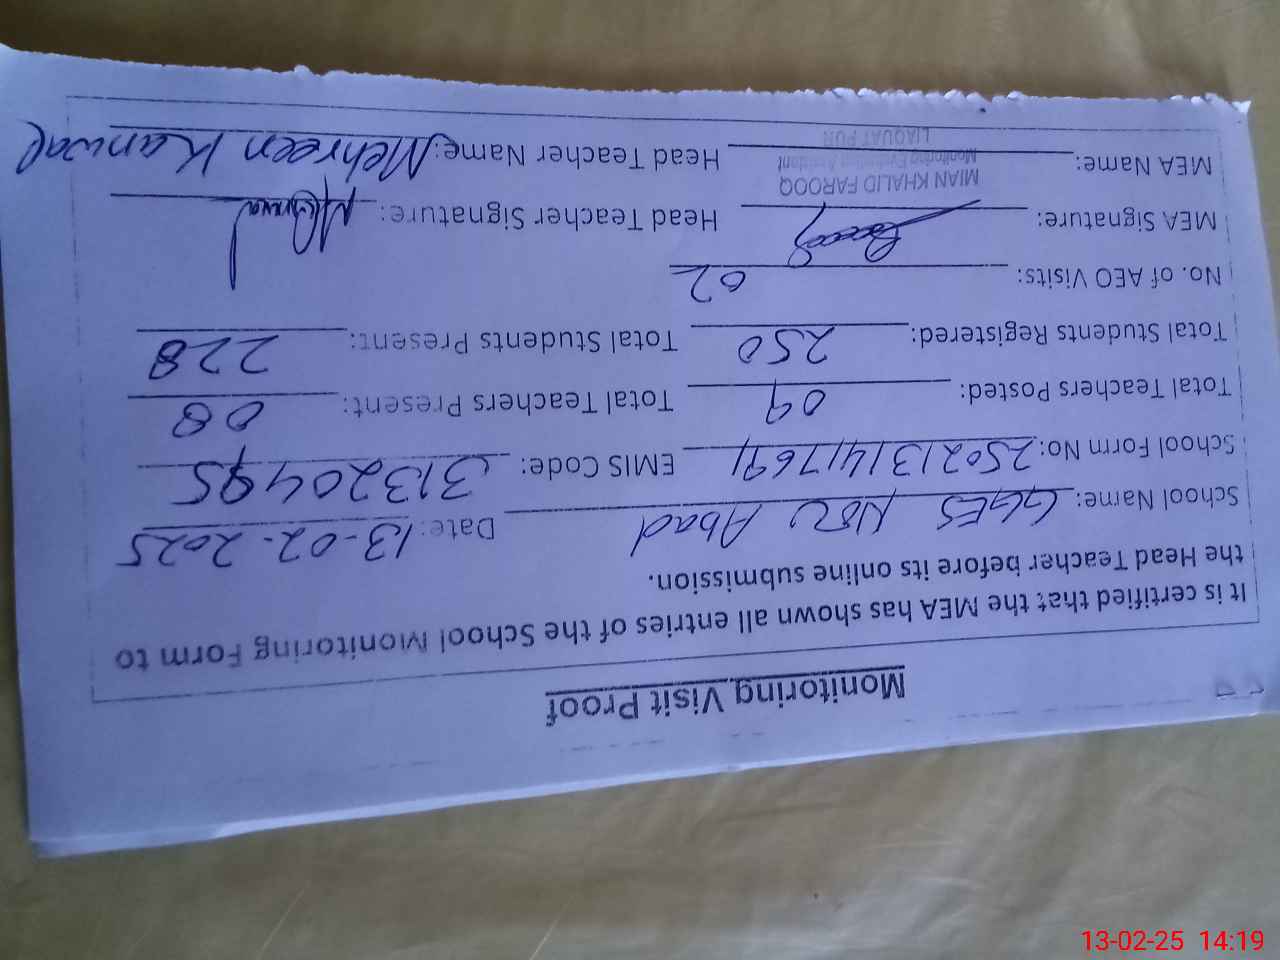 Monitoring Visit Proof
It is certified that the MEA has shown all entries of the School Monitoring Form to
the Head Teacher before its online submission.
School Name: GGES Abad Date: 13-02-2025
School Form No: EMIS Code: 31320495
Total Teachers Posted: 09 Total Teachers Present: 08
Total Students Registered: 250 Total Students Present: 228
No. of AEO Visits: 02
MEA Signature: Head Teacher Signature:
MIAN KHALID FAROOQ
Monitoring Evaluation Assistant
LIAQUAT PUR
MEA Name: Head Teacher Name: Mehreen Kanwal
13-02-25 14:19